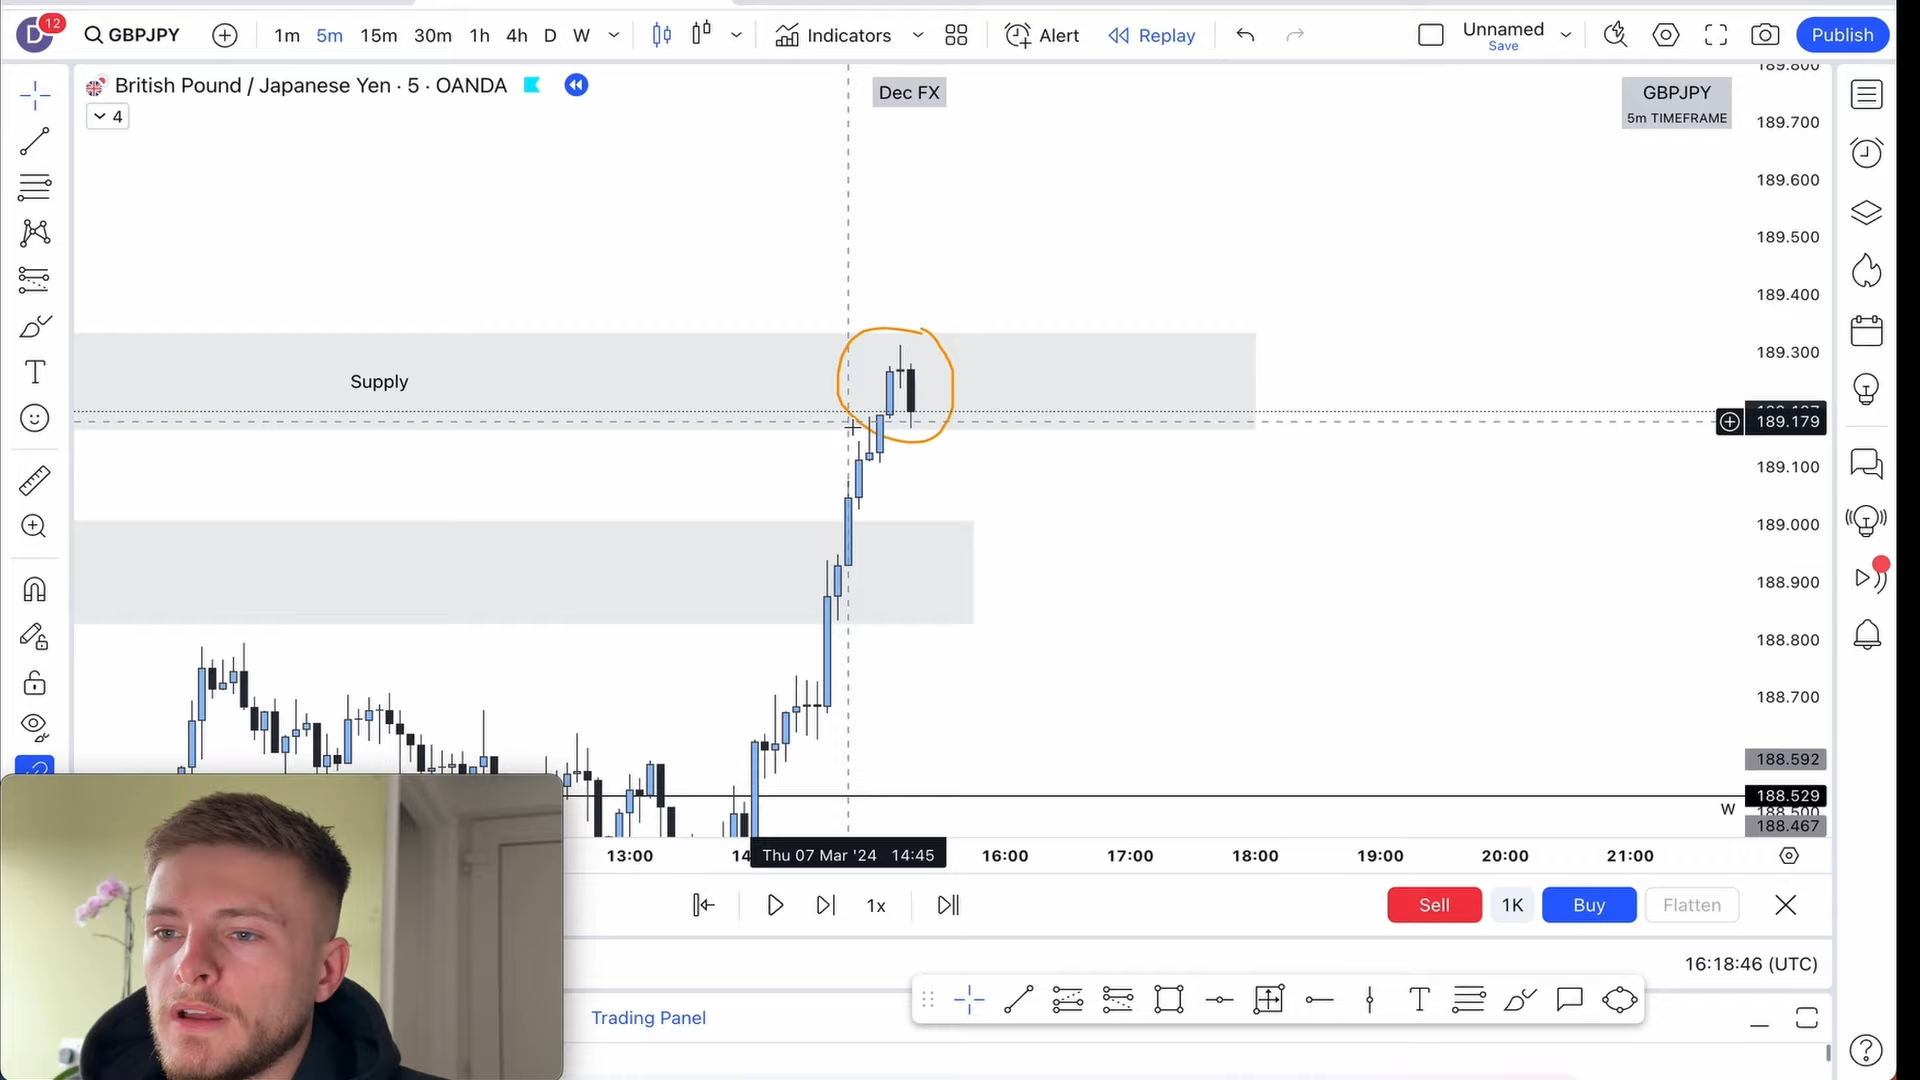 D 12 GBPJPY 1m 5m 15m 30m 1h 4h D W Indicators Alert Replay Unnamed Save Publish
British Pound / Japanese Yen · 5 · OANDA
4
Dec FX
GBPJPY
5m TIMEFRAME
189.800
189.700
189.600
189.500
189.400
189.300
Supply
189.179
189.100
189.000
188.900
188.800
188.700
188.592
188.529
W
188.467
13:00 14 Thu 07 Mar '24 14:45 16:00 17:00 18:00 19:00 20:00 21:00
1x Sell 1K Buy Flatten
16:18:46 (UTC)
Trading Panel